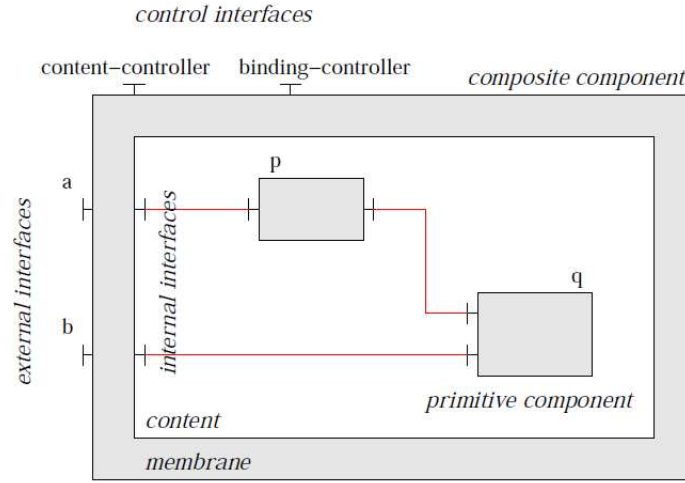 control interfaces
content–controller
binding–controller
composite component
p
a
external interfaces
internal interfaces
q
b
primitive component
content
membrane